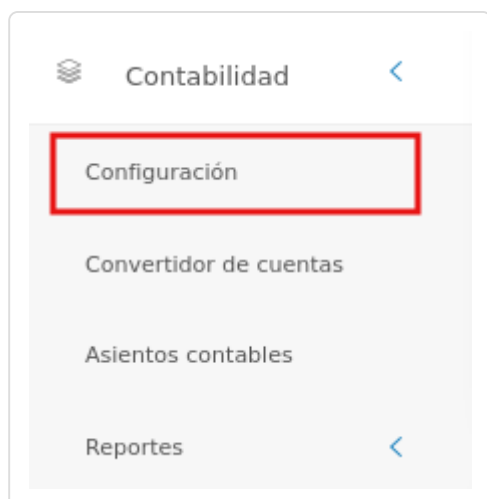 Contabilidad
Configuración
Convertidor de cuentas
Asientos contables
Reportes